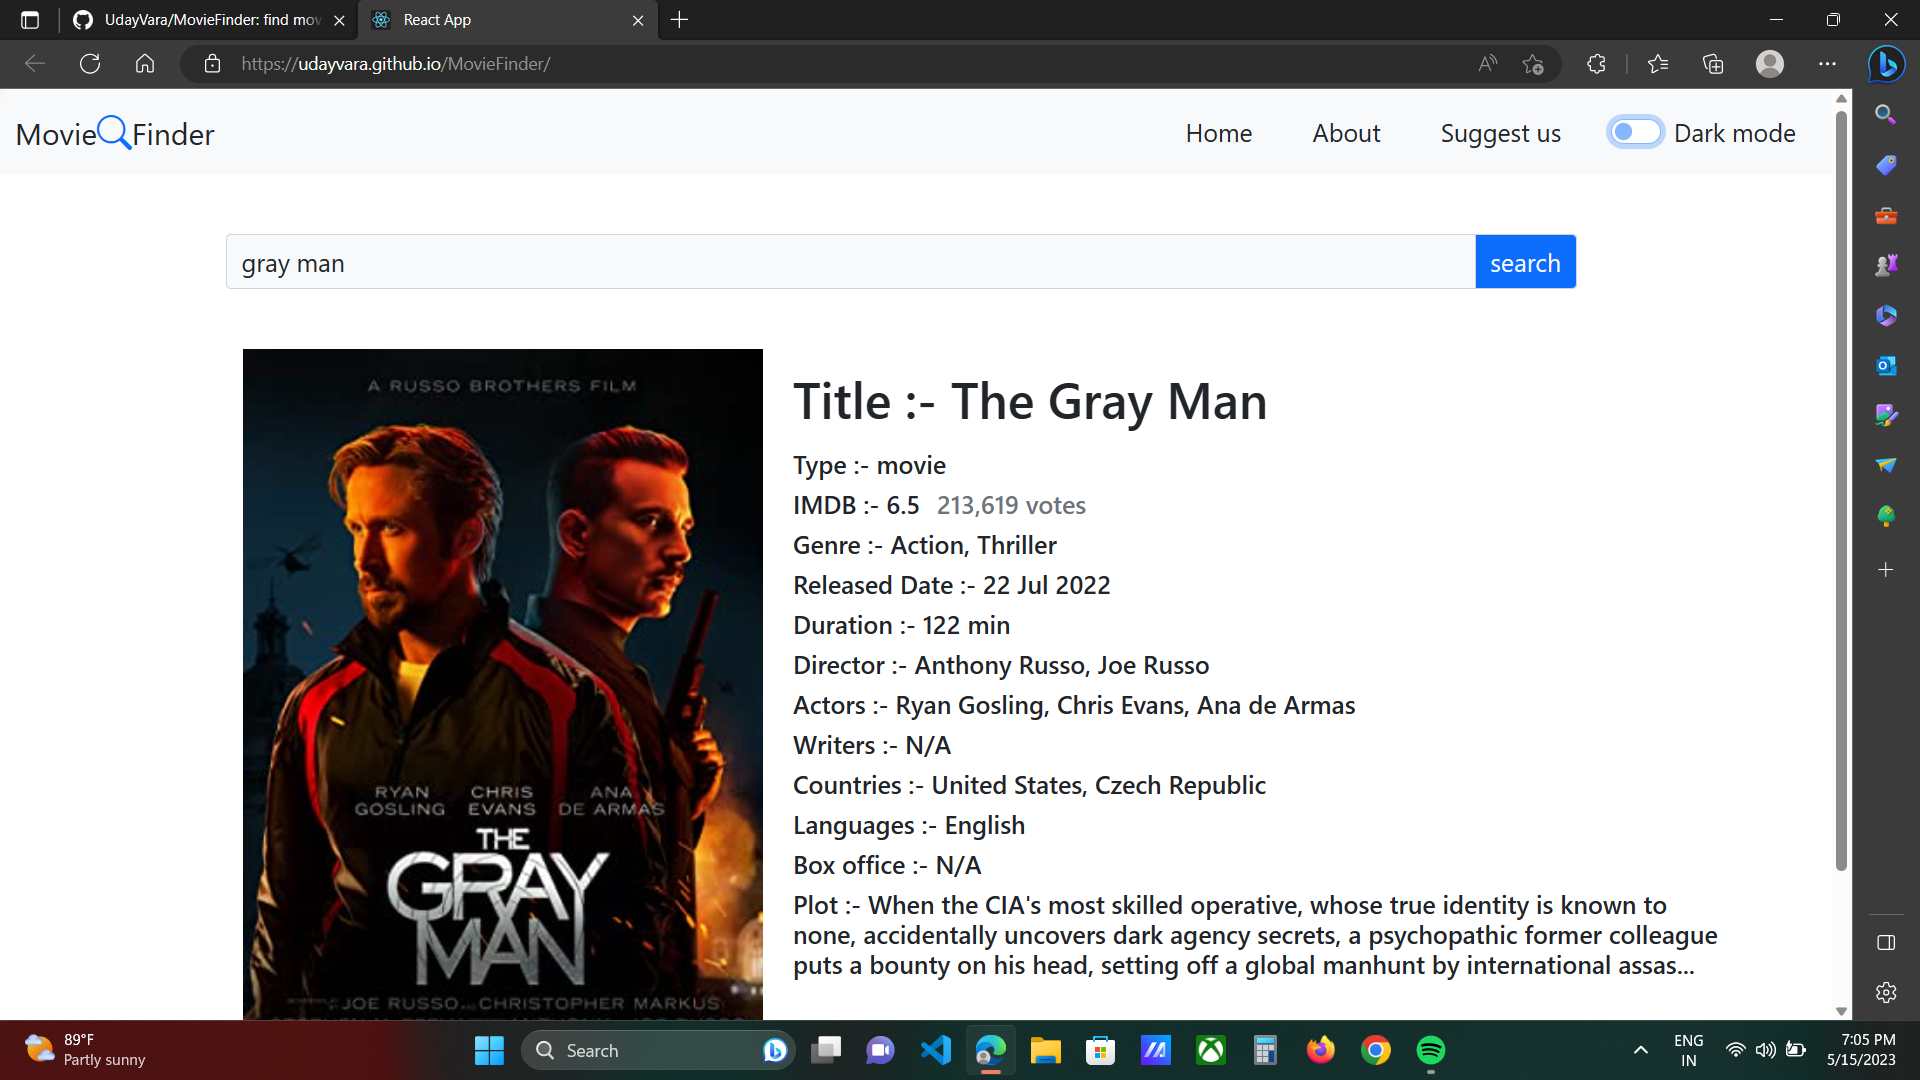 UdayVara/MovieFinder: find mov
React App
https://udayvara.github.io/MovieFinder/
Movie Finder
Home
About
Suggest us
Dark mode
gray man
search
A RUSSO BROTHERS FILM
RYAN GOSLING
CHRIS EVANS
ANA DE ARMAS
THE
GRAY
MAN
JOE RUSSO
CHRISTOPHER MARKUS
Title :- The Gray Man
Type :- movie
IMDB :- 6.5 213,619 votes
Genre :- Action, Thriller
Released Date :- 22 Jul 2022
Duration :- 122 min
Director :- Anthony Russo, Joe Russo
Actors :- Ryan Gosling, Chris Evans, Ana de Armas
Writers :- N/A
Countries :- United States, Czech Republic
Languages :- English
Box office :- N/A
Plot :- When the CIA's most skilled operative, whose true identity is known to
none, accidentally uncovers dark agency secrets, a psychopathic former colleague
puts a bounty on his head, setting off a global manhunt by international assas...
89°F
Partly sunny
Search
ENG
IN
7:05 PM
5/15/2023